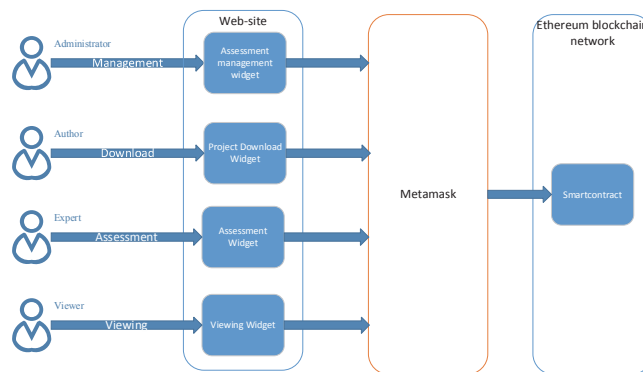 Web-site
Ethereum blockchain
network
Administrator
Management
Assessment
management
widget
Author
Download
Project Download
Widget
Metamask
Smartcontract
Expert
Assessment
Assessment
Widget
Viewer
Viewing
Viewing Widget